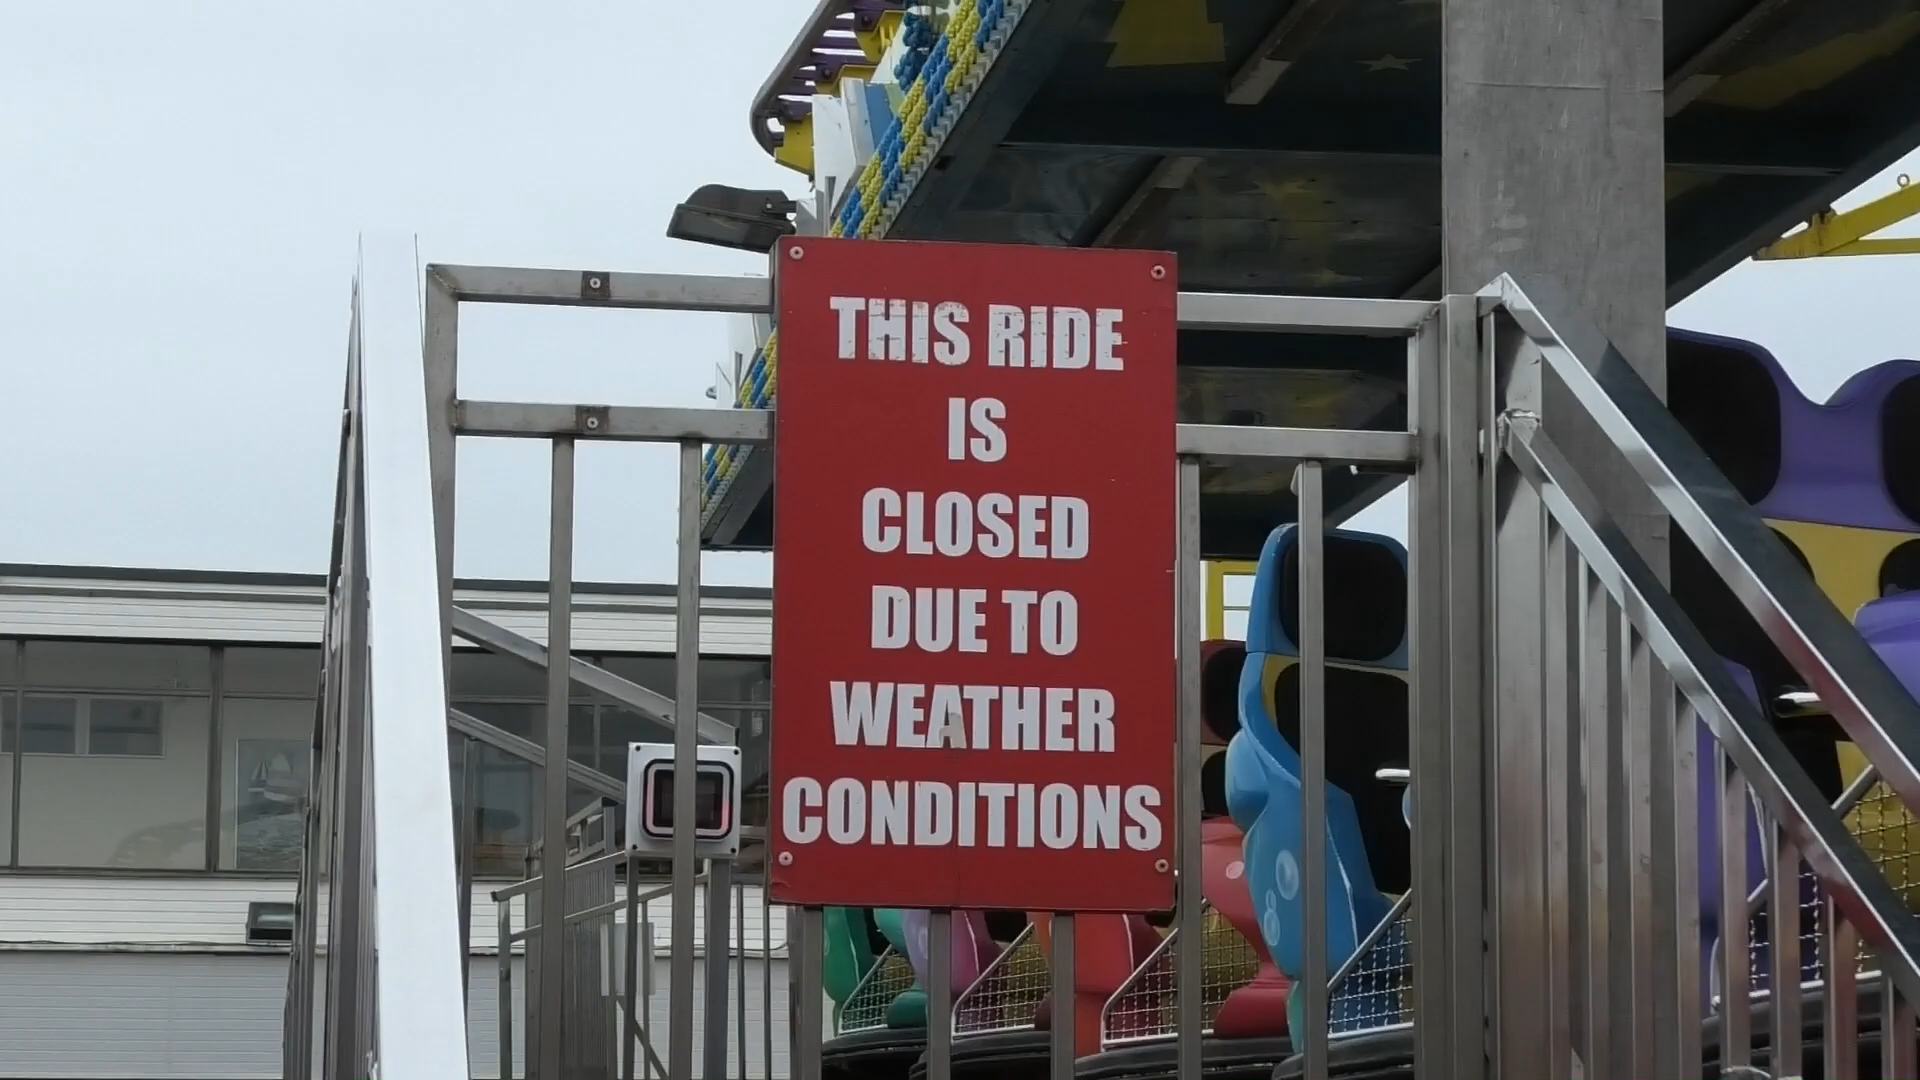 THIS RIDE
IS
CLOSED
DUE TO
WEATHER
CONDITIONS